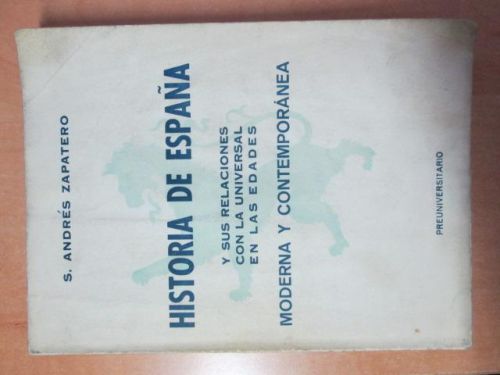 S. ANDRÉS ZAPATERO
HISTORIA DE ESPAÑA
Y SUS RELACIONES
CON LA UNIVERSAL
EN LAS EDADES
MODERNA Y CONTEMPORÁNEA
PREUNIVERSITARIO